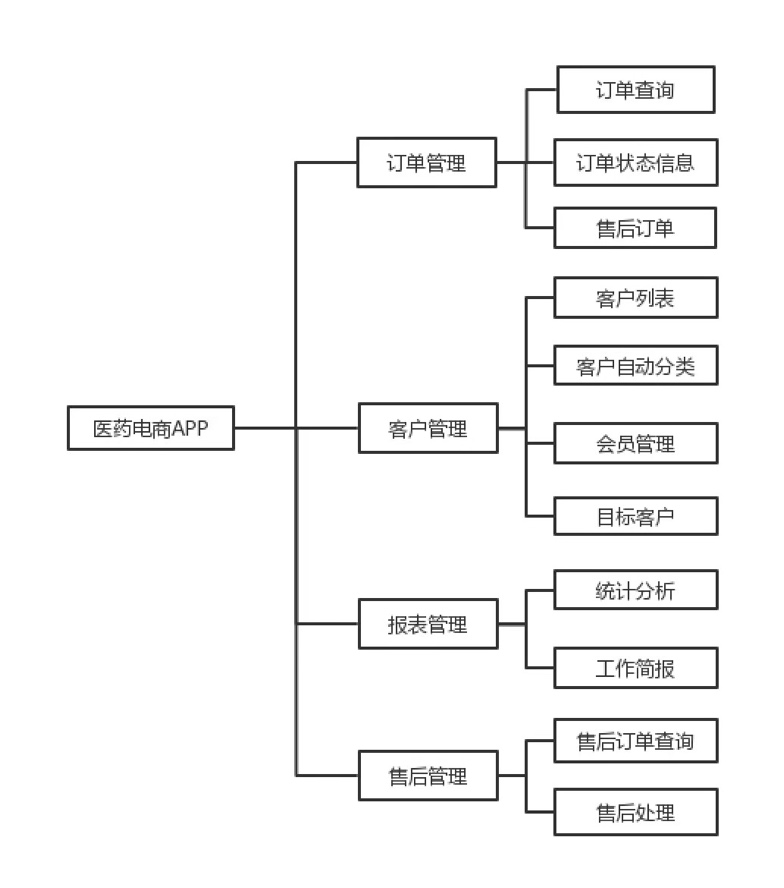 医药电商APP
订单管理
订单查询
订单状态信息
售后订单
客户管理
客户列表
客户自动分类
会员管理
目标客户
报表管理
统计分析
工作简报
售后管理
售后订单查询
售后处理